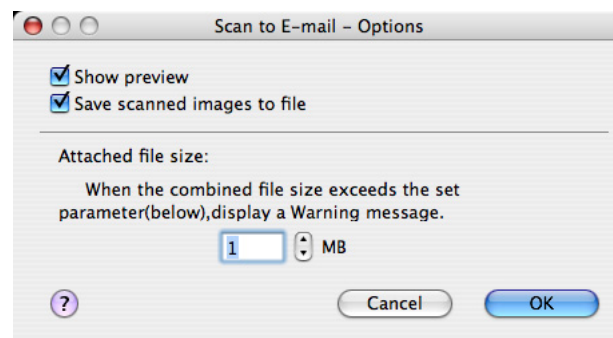 Scan to E-mail – Options
Show preview
Save scanned images to file
Attached file size:
When the combined file size exceeds the set
parameter(below),display a Warning message.
1 MB
? Cancel OK